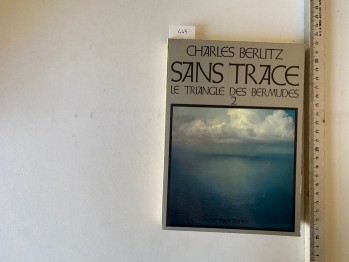 CHARLES BERLITZ
SANS TRACE
LE TRIANGLE DES BERMUDES
2